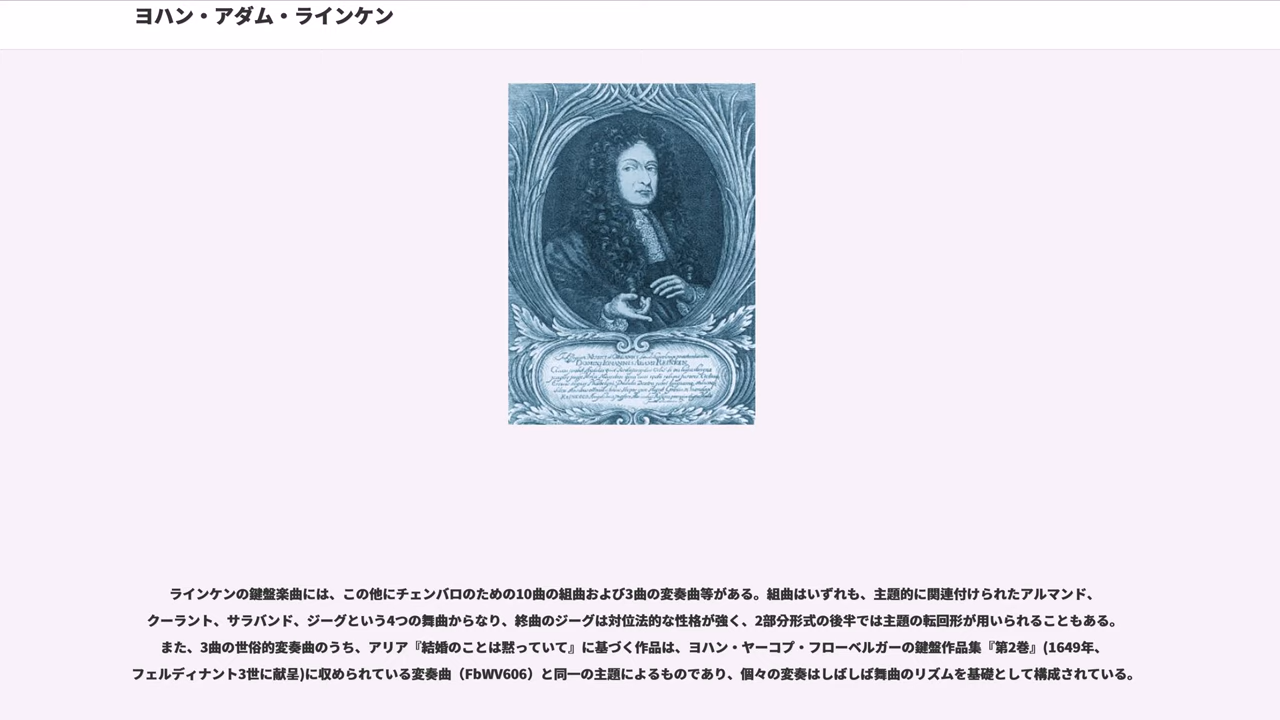 ヨハン・アダム・ラインケン
ラインケンの鍵盤楽曲には、この他にチェンバロのための10曲の組曲および3曲の変奏曲等がある。組曲はいずれも、主題的に関連付けられたアルマンド、
クーラント、サラバンド、ジーグという4つの舞曲からなり、終曲のジーグは対位法的な性格が強く、2部分形式の後半では主題の転回形が用いられることもある。
また、3曲の世俗的変奏曲のうち、アリア『結婚のことは黙っていて』に基づく作品は、ヨハン・ヤーコプ・フローベルガーの鍵盤作品集『第2巻』(1649年、
フェルディナント3世に献呈)に収められている変奏曲（FbWV606）と同一の主題によるものであり、個々の変奏はしばしば舞曲のリズムを基礎として構成されている。